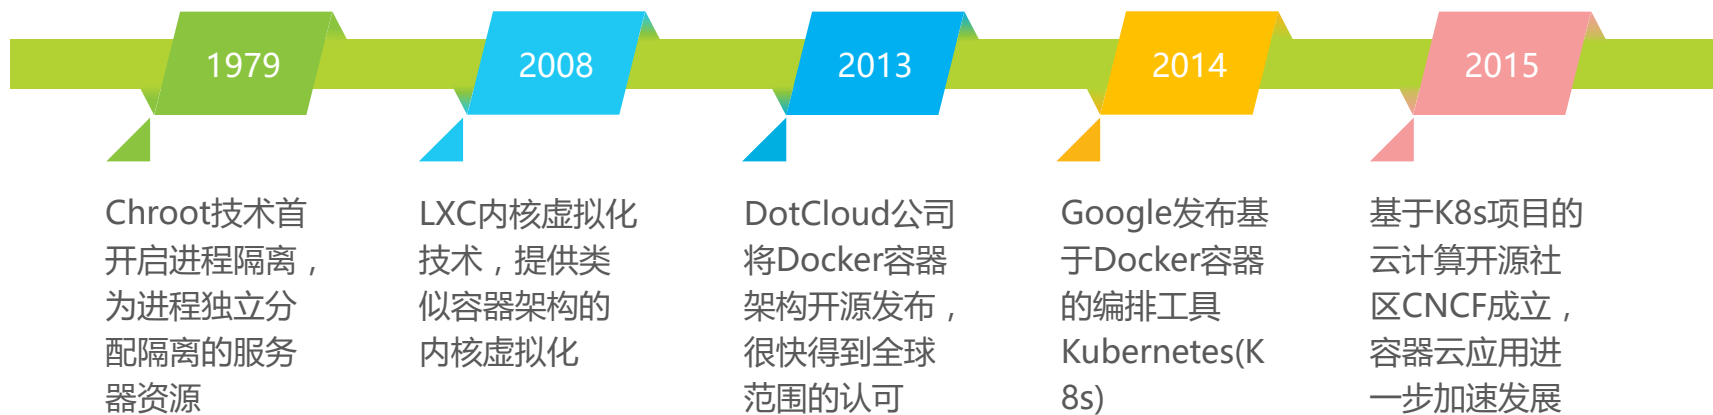 1979
2008
2013
2014
2015
Chroot技术首
开启进程隔离，
为进程独立分
配隔离的服务
器资源
LXC内核虚拟化
技术，提供类
似容器架构的
内核虚拟化
DotCloud公司
将Docker容器
架构开源发布，
很快得到全球
范围的认可
Google发布基
于Docker容器
的编排工具
Kubernetes(K
8s)
基于K8s项目的
云计算开源社
区CNCF成立，
容器云应用进
一步加速发展